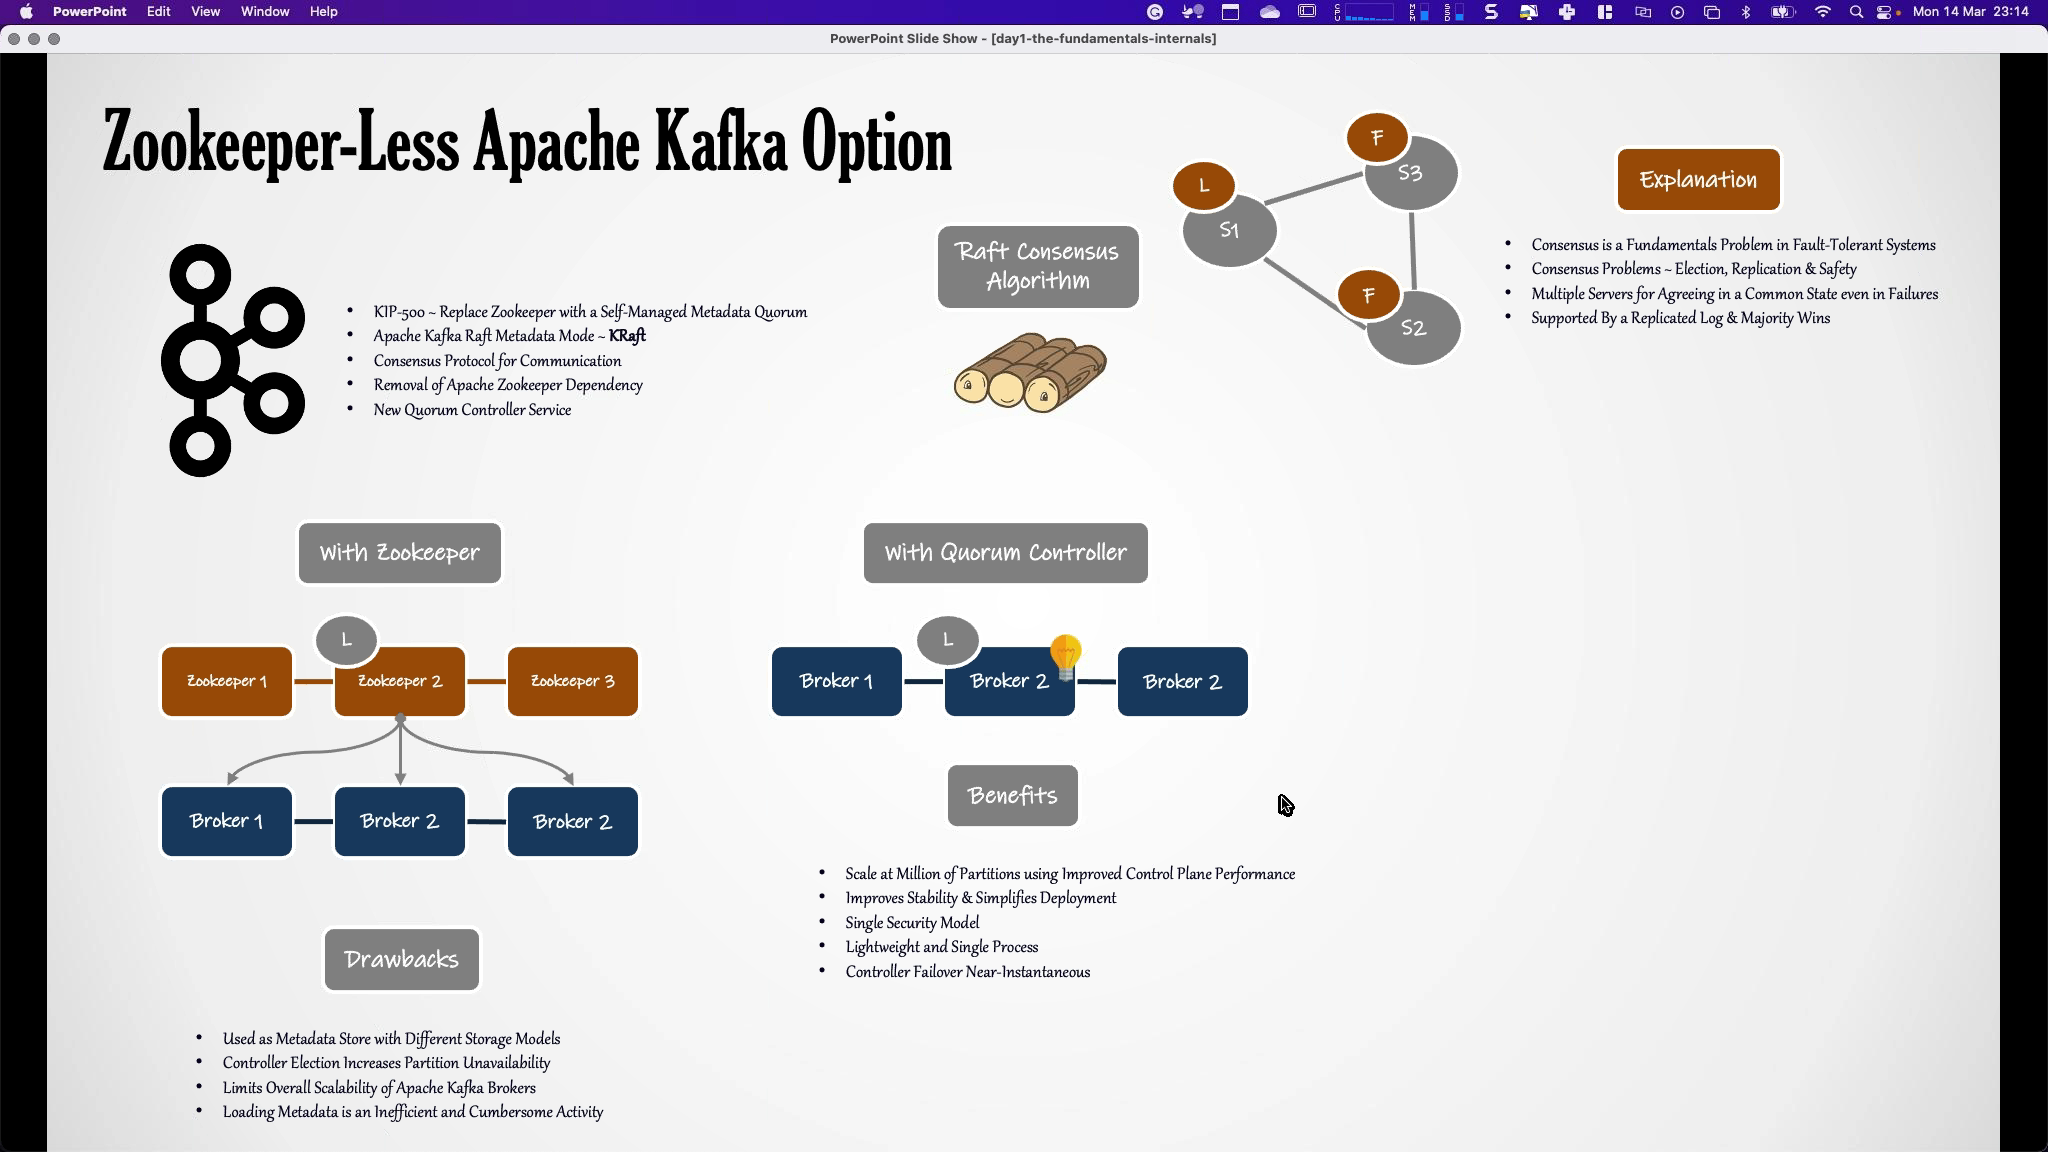 PowerPoint Edit View Window Help
Mon 14 Mar 23:14
PowerPoint Slide Show - [day1-the-fundamentals-internals]
Zookeeper-Less Apache Kafka Option
• KIP-500 ~ Replace Zookeeper with a Self-Managed Metadata Quorum
• Apache Kafka Raft Metadata Mode ~ KRaft
• Consensus Protocol for Communication
• Removal of Apache Zookeeper Dependency
• New Quorum Controller Service
Raft Consensus
Algorithm
L
S1
F
S3
F
S2
Explanation
• Consensus is a Fundamentals Problem in Fault-Tolerant Systems
• Consensus Problems ~ Election, Replication & Safety
• Multiple Servers for Agreeing in a Common State even in Failures
• Supported By a Replicated Log & Majority Wins
With Zookeeper
L
Zookeeper 1
Zookeeper 2
Zookeeper 3
Broker 1
Broker 2
Broker 2
Drawbacks
• Used as Metadata Store with Different Storage Models
• Controller Election Increases Partition Unavailability
• Limits Overall Scalability of Apache Kafka Brokers
• Loading Metadata is an Inefficient and Cumbersome Activity
With Quorum Controller
L
Broker 1
Broker 2
Broker 2
Benefits
• Scale at Million of Partitions using Improved Control Plane Performance
• Improves Stability & Simplifies Deployment
• Single Security Model
• Lightweight and Single Process
• Controller Failover Near-Instantaneous